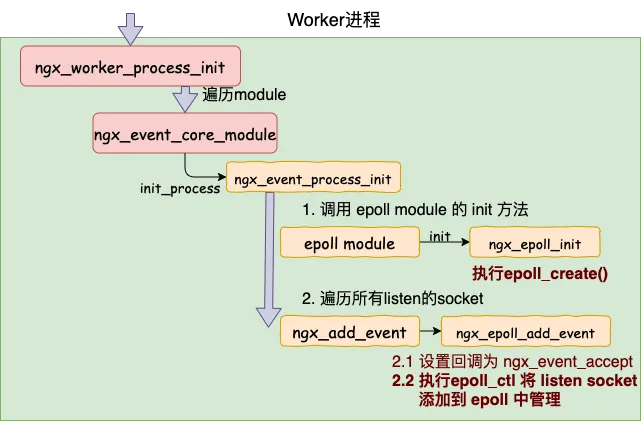 Worker进程
ngx_worker_process_init
遍历module
ngx_event_core_module
init_process
ngx_event_process_init
1. 调用 epoll module 的 init 方法
epoll module
init
ngx_epoll_init
执行epoll_create()
2. 遍历所有listen的socket
ngx_add_event
ngx_epoll_add_event
2.1 设置回调为 ngx_event_accept
2.2 执行epoll_ctl 将 listen socket
添加到 epoll 中管理